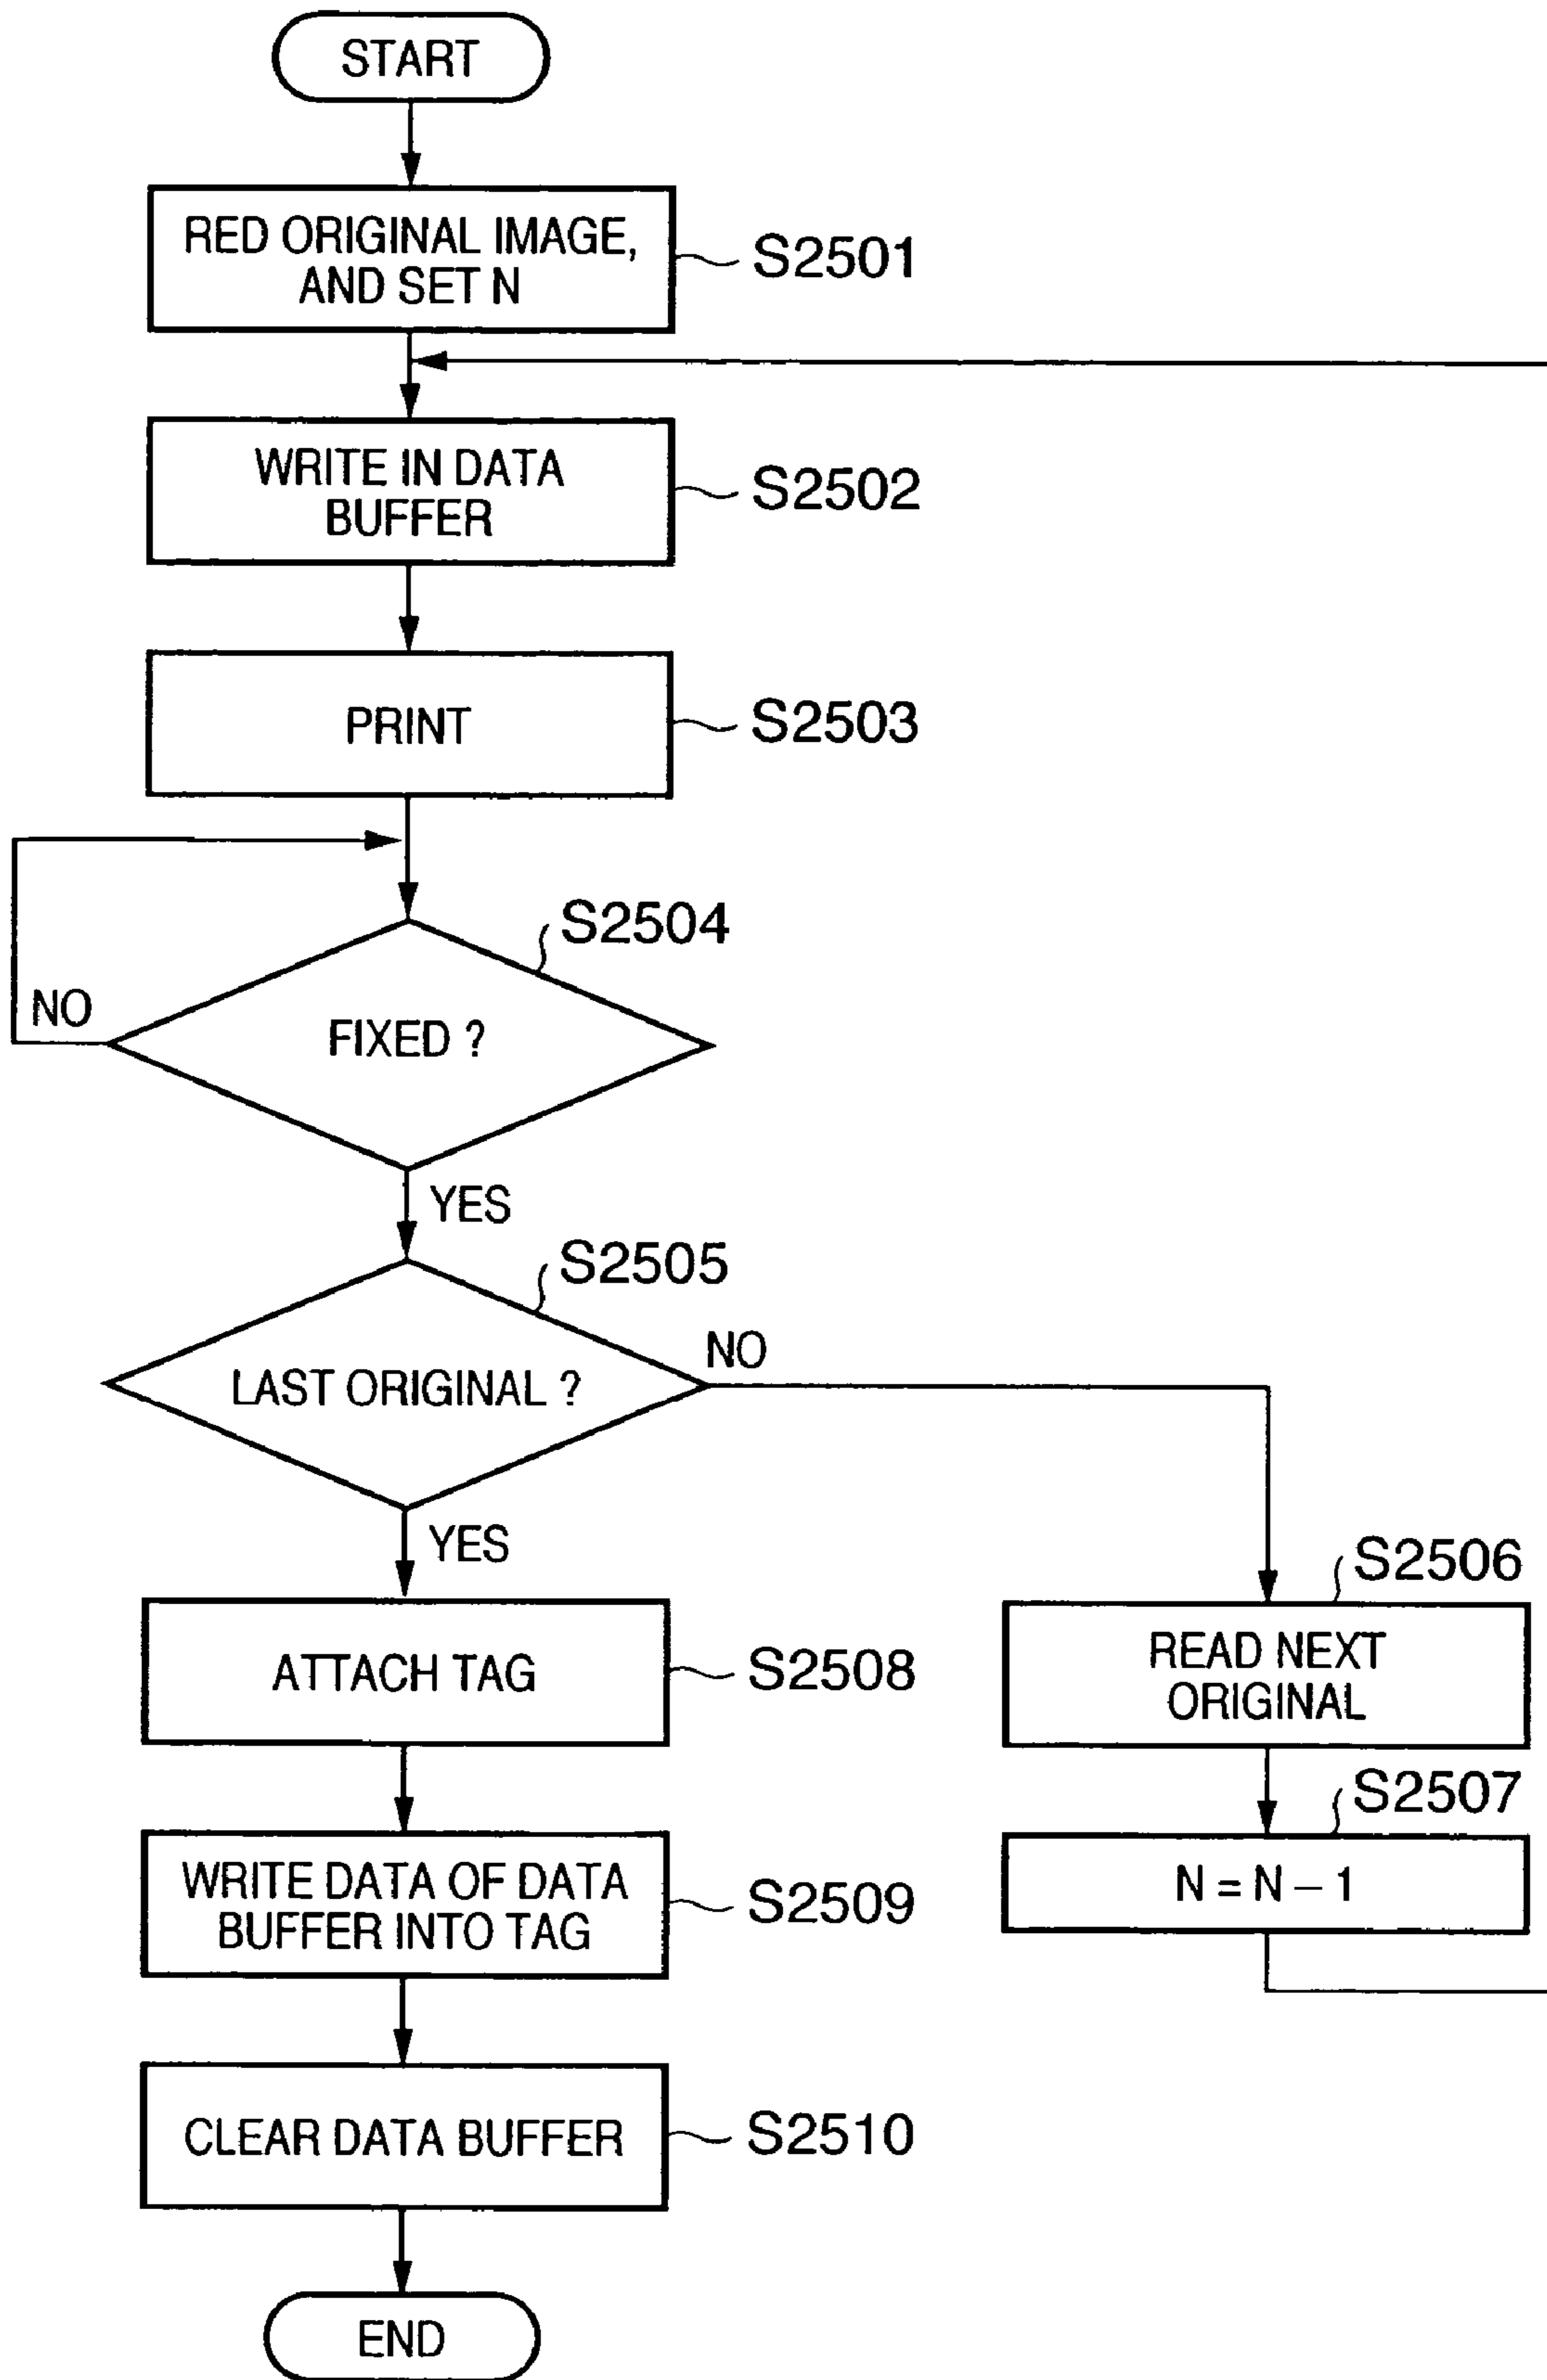 START
RED ORIGINAL IMAGE,
AND SET N
S2501
WRITE IN DATA
BUFFER
S2502
PRINT
S2503
S2504
NO
FIXED ?
YES
S2505
NO
LAST ORIGINAL ?
YES
S2506
ATTACH TAG
S2508
READ NEXT
ORIGINAL
S2507
WRITE DATA OF DATA
BUFFER INTO TAG
S2509
N = N – 1
CLEAR DATA BUFFER
S2510
END